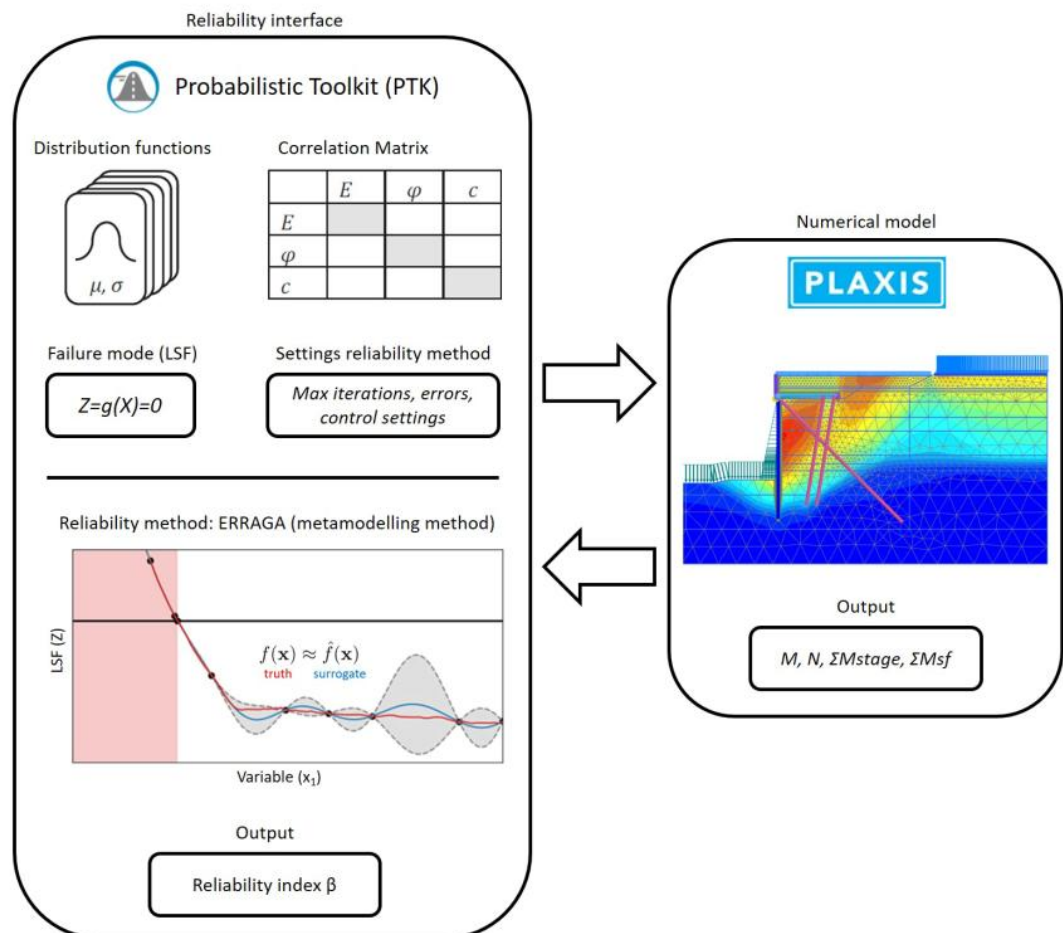 Reliability interface
Probabilistic Toolkit (PTK)
Distribution functions
μ, σ
Correlation Matrix
E φ c
E
φ
c
Failure mode (LSF)
Z=g(X)=0
Settings reliability method
Max iterations, errors,
control settings
Reliability method: ERRAGA (metamodelling method)
LSF (Z)
f(x) ≈ f̂(x)
truth surrogate
Variable (x₁)
Output
Reliability index β
Numerical model
PLAXIS
Output
M, N, ΣMstage, ΣMsf